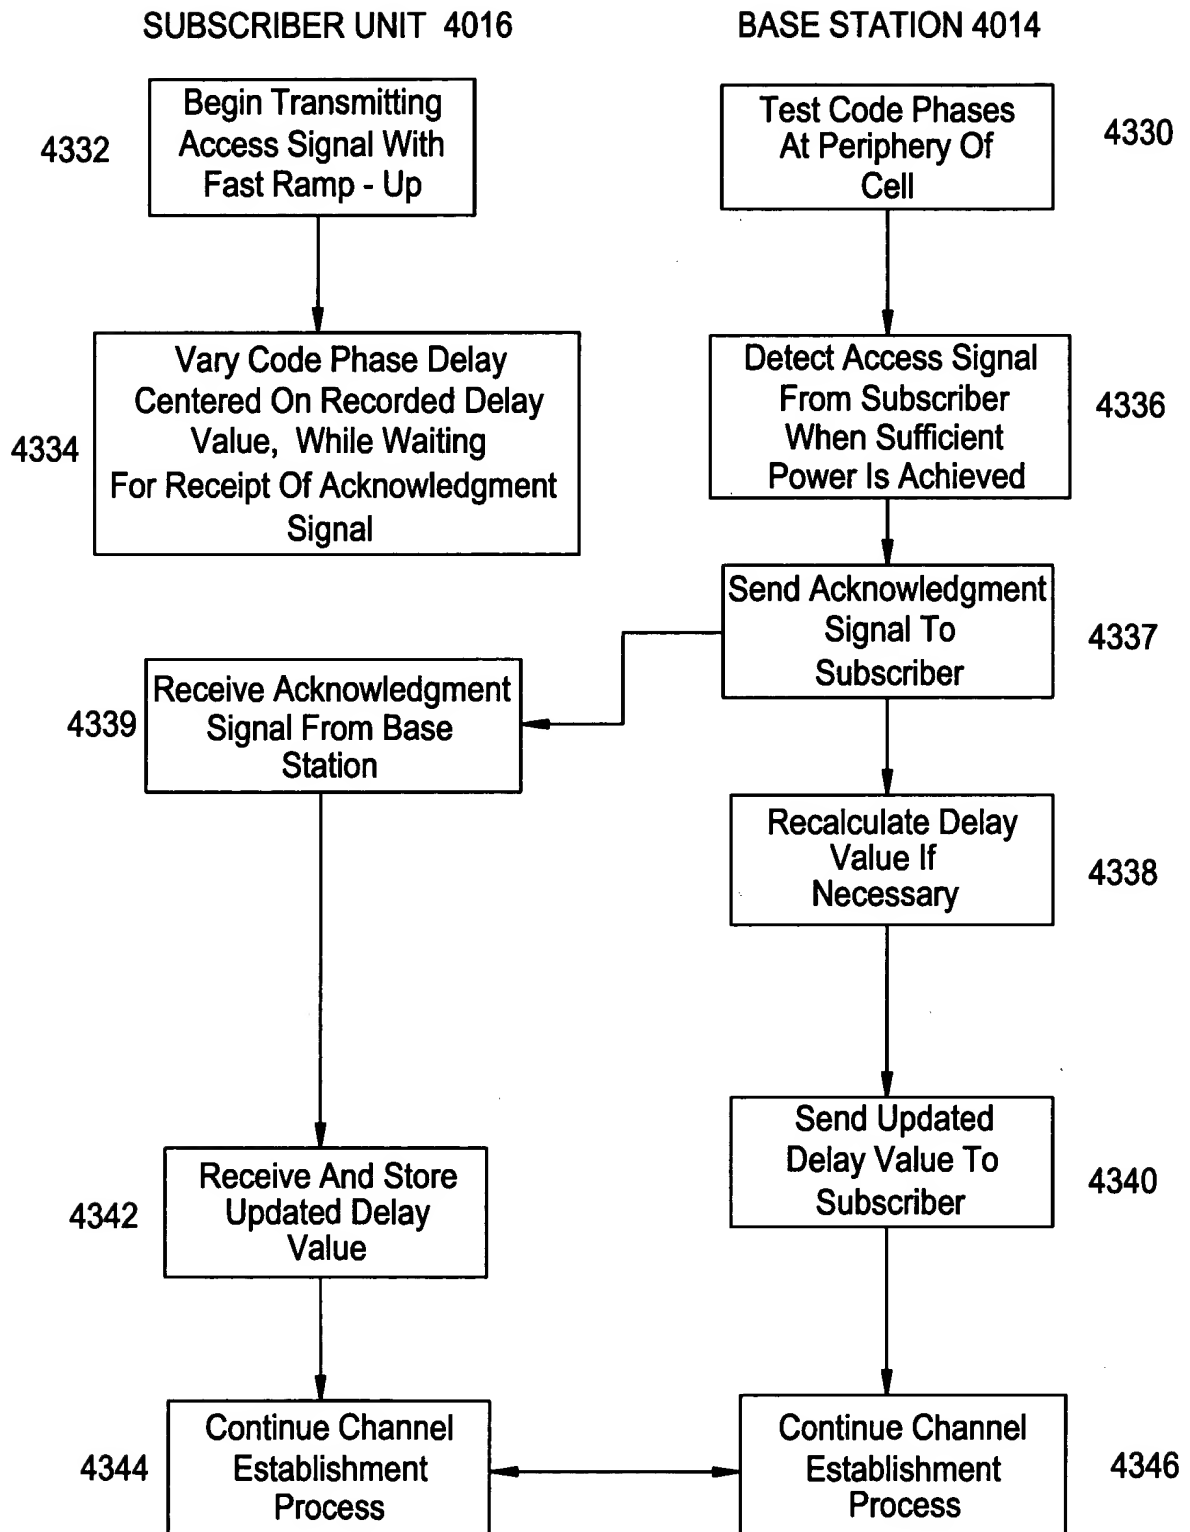 SUBSCRIBER UNIT 4016
BASE STATION 4014
4332
Begin Transmitting
Access Signal With
Fast Ramp - Up
Test Code Phases
At Periphery Of
Cell
4330
4334
Vary Code Phase Delay
Centered On Recorded Delay
Value, While Waiting
For Receipt Of Acknowledgment
Signal
Detect Access Signal
From Subscriber
When Sufficient
Power Is Achieved
4336
Send Acknowledgment
Signal To
Subscriber
4337
4339
Receive Acknowledgment
Signal From Base
Station
Recalculate Delay
Value If
Necessary
4338
Send Updated
Delay Value To
Subscriber
4340
4342
Receive And Store
Updated Delay
Value
4344
Continue Channel
Establishment
Process
Continue Channel
Establishment
Process
4346